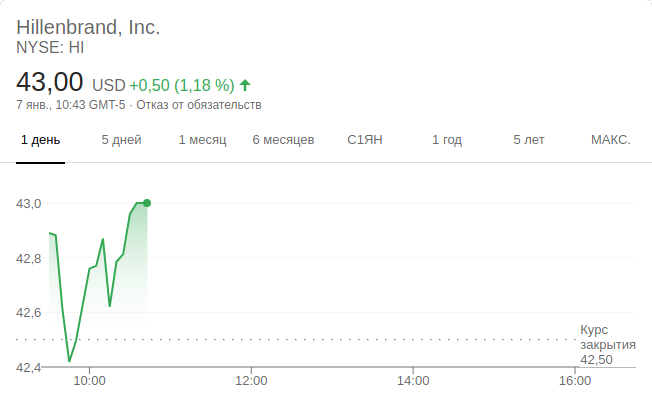 Hillenbrand, Inc.
NYSE: HI
43,00 USD +0,50 (1,18 %)
7 янв., 10:43 GMT-5 · Отказ от обязательств
1 день 5 дней 1 месяц 6 месяцев С1ЯН 1 год 5 лет МАКС.
43,0
42,8
42,6
Курс
закрытия
42,50
42,4
10:00 12:00 14:00 16:00